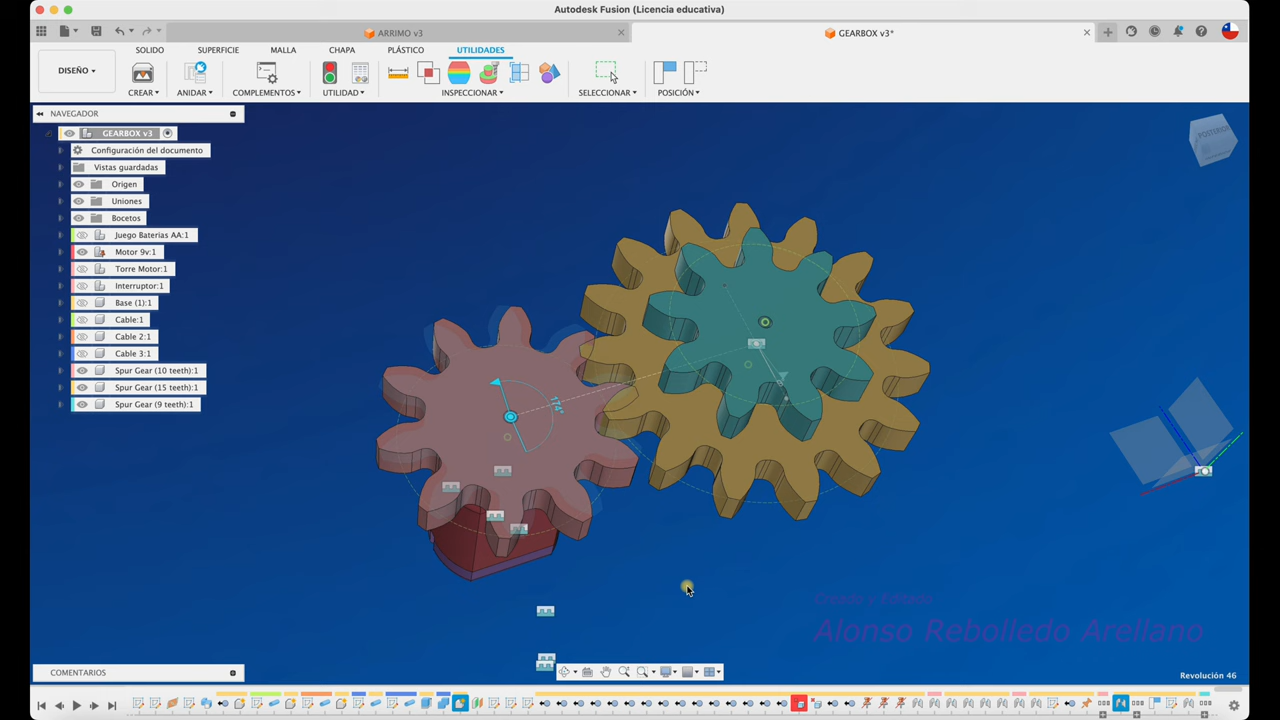 Autodesk Fusion (Licencia educativa)
ARRIMO v3
GEARBOX v3*
SOLIDO
SUPERFICIE
MALLA
CHAPA
PLÁSTICO
UTILIDADES
DISEÑO
CREAR
ANIDAR
COMPLEMENTOS
UTILIDAD
INSPECCIONAR
SELECCIONAR
POSICIÓN
NAVEGADOR
GEARBOX v3
Configuración del documento
Vistas guardadas
Origen
Uniones
Bocetos
Juego Baterias AA:1
Motor 9v:1
Torre Motor:1
Interruptor:1
Base (1):1
Cable:1
Cable 2:1
Cable 3:1
Spur Gear (10 teeth):1
Spur Gear (15 teeth):1
Spur Gear (9 teeth):1
POSTERIOR
174°
Creado y Editado
Alonso Rebolledo Arellano
COMENTARIOS
Revolución 46